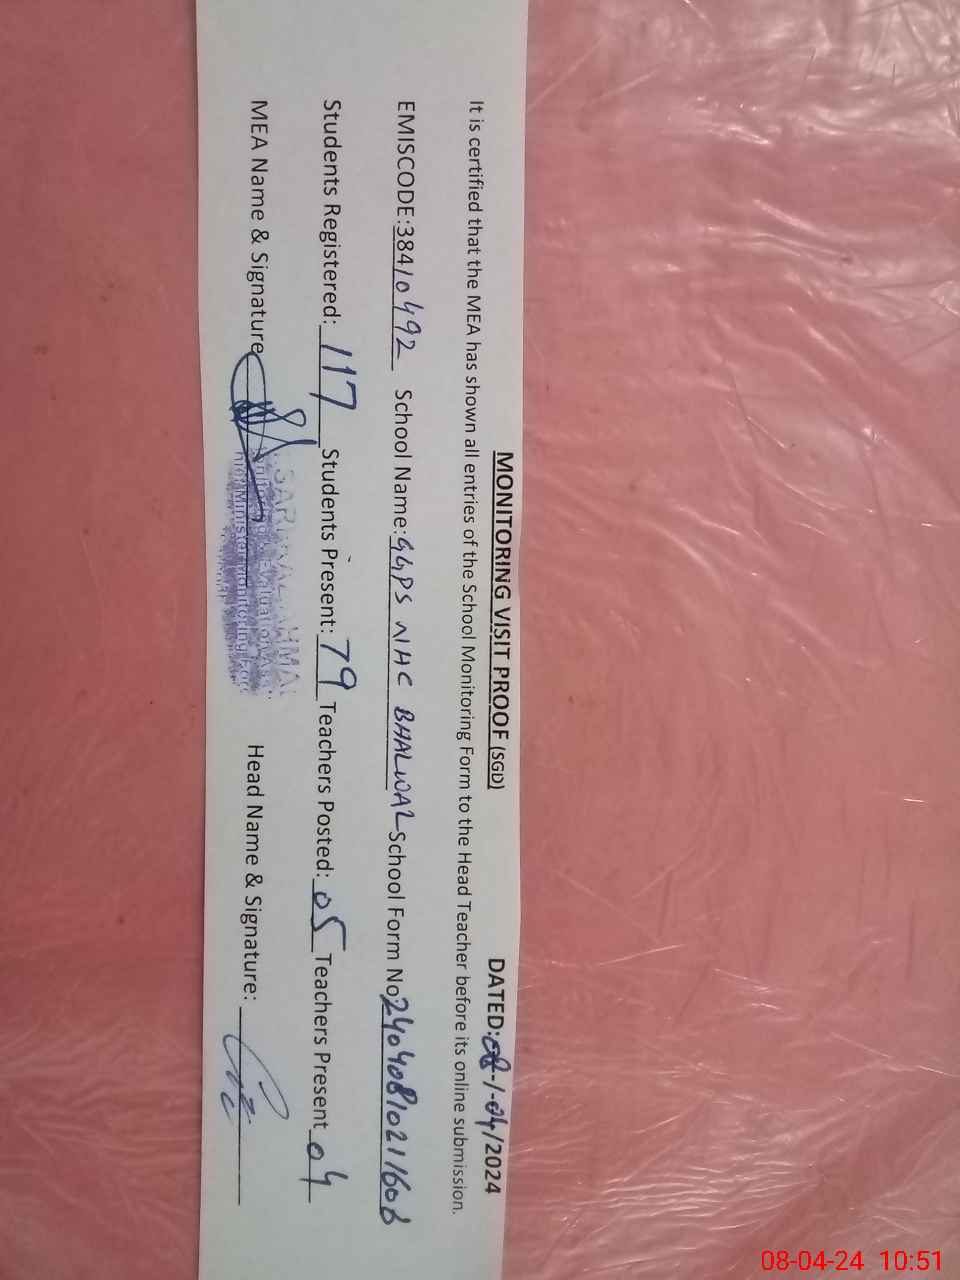 MONITORING VISIT PROOF (SGD) DATED:08-/-04/2024
It is certified that the MEA has shown all entries of the School Monitoring Form to the Head Teacher before its online submission.
EMISCODE:38410492 School Name:GGPS NHC BHALWAL School Form No:
Students Registered: 117 Students Present: 79 Teachers Posted: 05 Teachers Present 04
MEA Name & Signature Head Name & Signature:
08-04-24 10:51